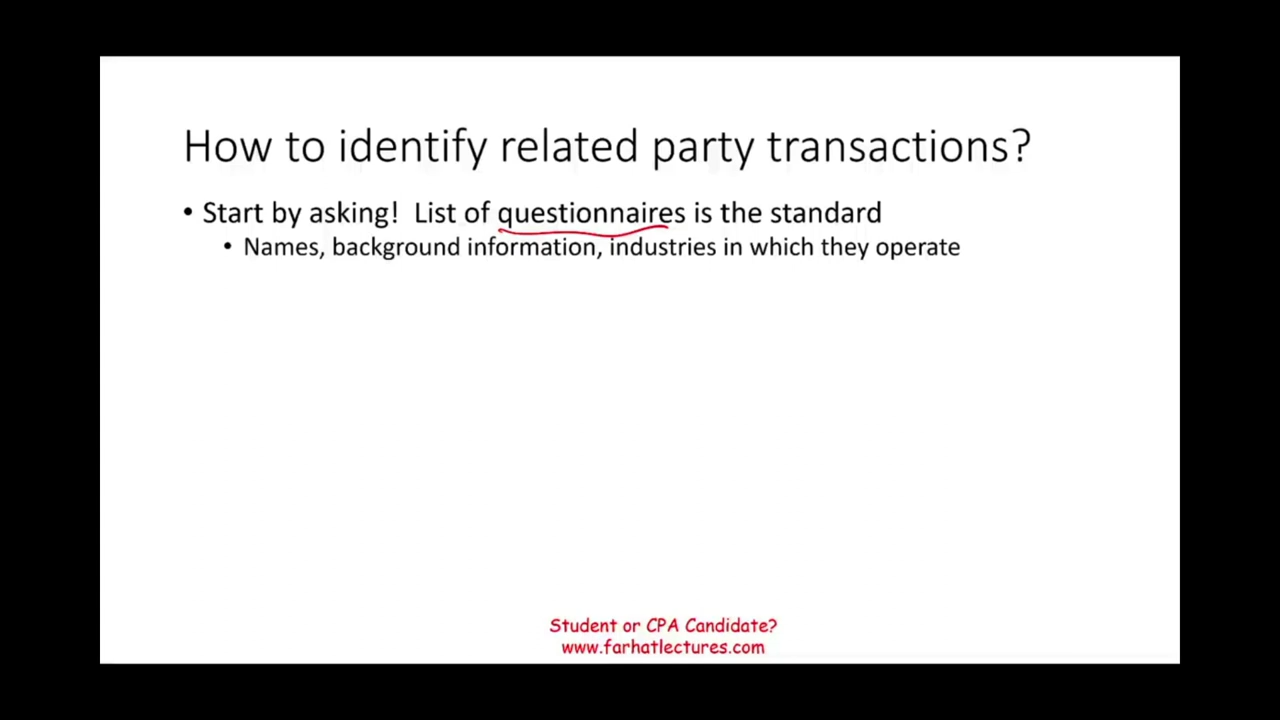 How to identify related party transactions?
• Start by asking! List of questionnaires is the standard
• Names, background information, industries in which they operate
Student or CPA Candidate?
www.farhatlectures.com